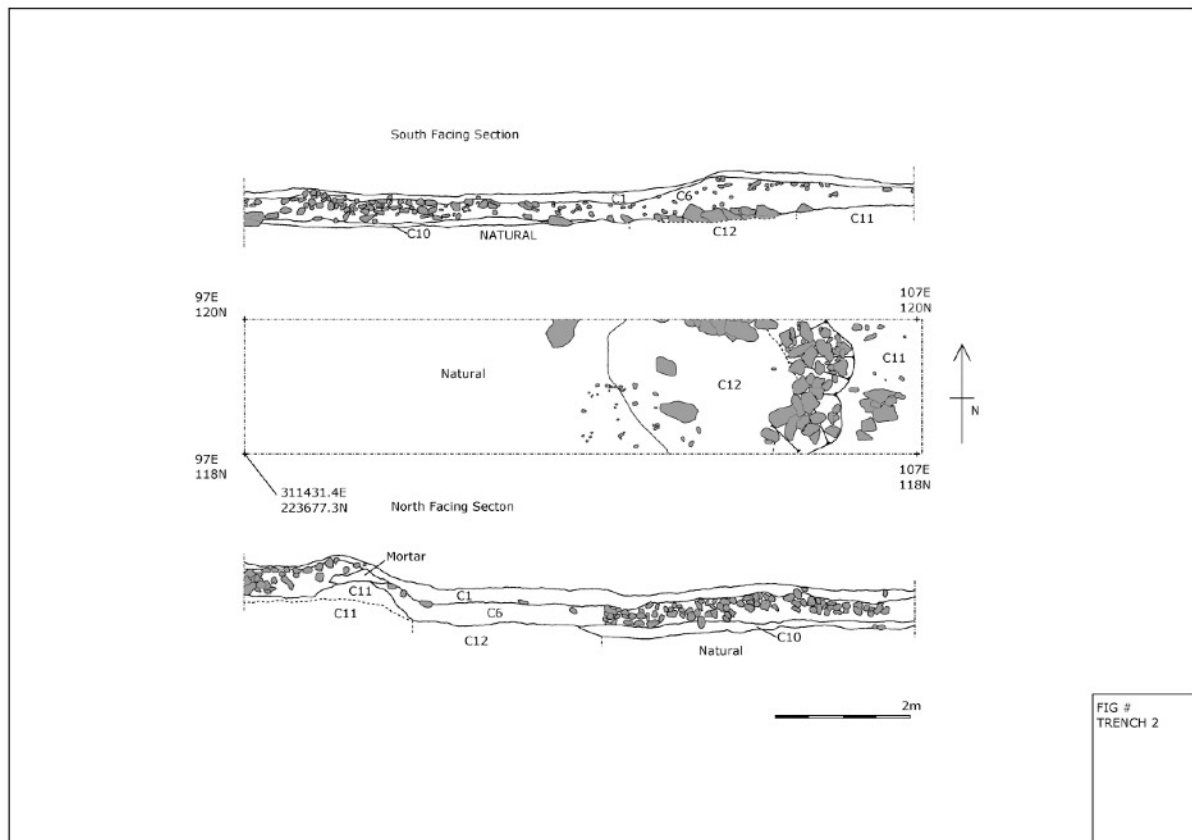 South Facing Section
C1
C6
C11
C10
NATURAL
C12
97E
120N
107E
120N
Natural
C12
C11
N
97E
118N
107E
118N
311431.4E
223677.3N
North Facing Secton
Mortar
C11
C1
C11
C6
C12
C10
Natural
2m
FIG #
TRENCH 2